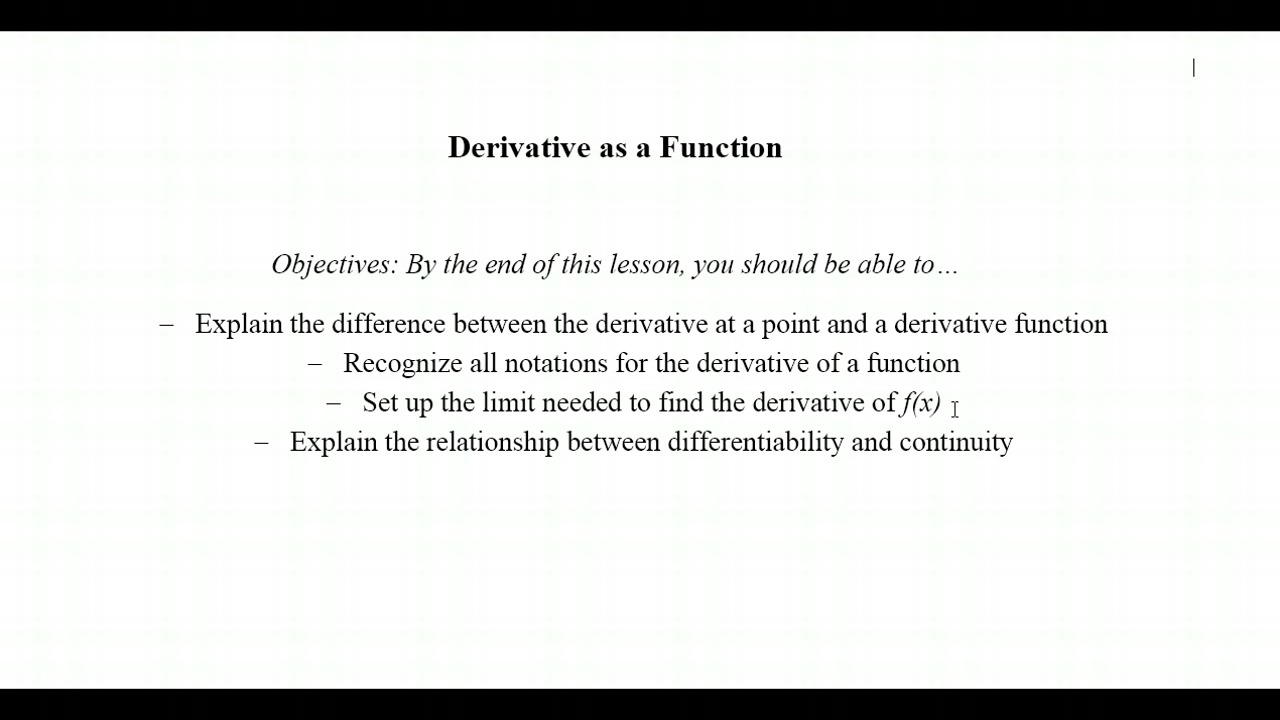 Derivative as a Function
Objectives: By the end of this lesson, you should be able to…
– Explain the difference between the derivative at a point and a derivative function
– Recognize all notations for the derivative of a function
– Set up the limit needed to find the derivative of f(x)
– Explain the relationship between differentiability and continuity